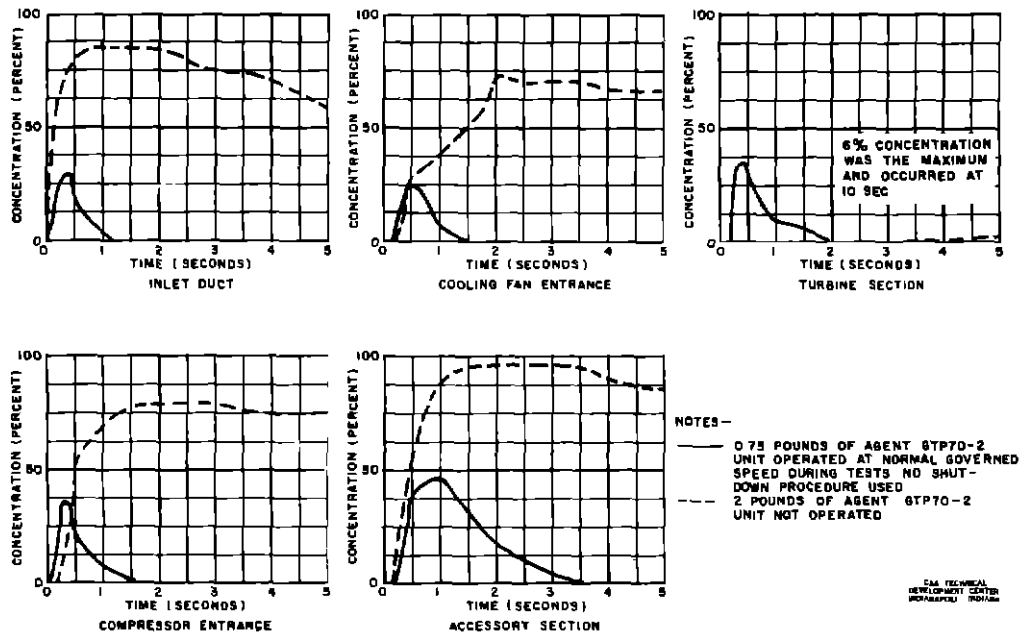 100
50
0
CONCENTRATION (PERCENT)
0 1 2 3 4 5
TIME (SECONDS)
INLET DUCT
100
50
0
CONCENTRATION (PERCENT)
0 1 2 3 4 5
TIME (SECONDS)
COOLING FAN ENTRANCE
100
50
0
CONCENTRATION (PERCENT)
6% CONCENTRATION
WAS THE MAXIMUM
AND OCCURRED AT
10 SEC
0 1 2 3 4 5
TIME (SECONDS)
TURBINE SECTION
100
50
0
CONCENTRATION (PERCENT)
0 1 2 3 4 5
TIME (SECONDS)
COMPRESSOR ENTRANCE
100
50
0
CONCENTRATION (PERCENT)
0 1 2 3 4 5
TIME (SECONDS)
ACCESSORY SECTION
NOTES—
0 75 POUNDS OF AGENT GTP70-2
UNIT OPERATED AT NORMAL GOVERNED
SPEED DURING TESTS NO SHUT-
DOWN PROCEDURE USED
2 POUNDS OF AGENT GTP70-2
UNIT NOT OPERATED
CAA TECHNICAL
DEVELOPMENT CENTER
INDIANAPOLIS INDIANA